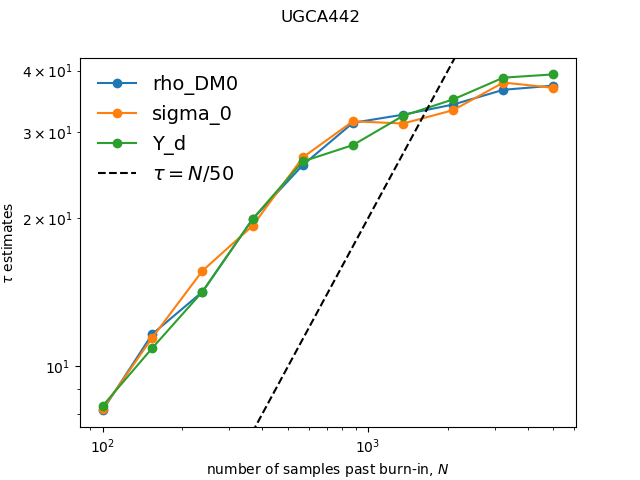 UGCA442
4 × 10¹
3 × 10¹
2 × 10¹
10¹
τ estimates
rho_DM0
sigma_0
Y_d
τ = N/50
10²
10³
number of samples past burn-in, N